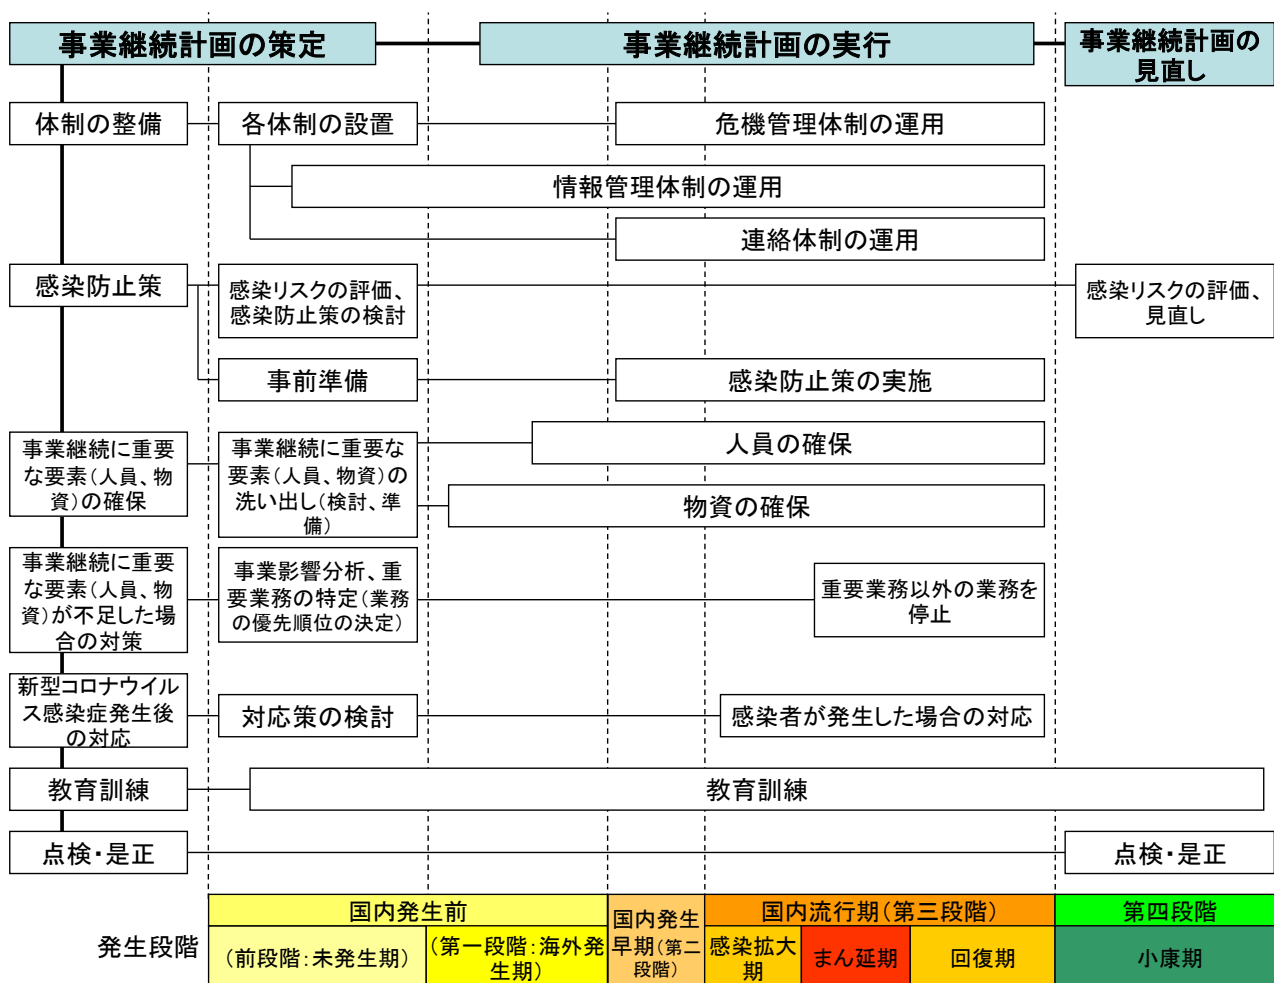 事業継続計画の策定
事業継続計画の実行
事業継続計画の
見直し
体制の整備
各体制の設置
危機管理体制の運用
情報管理体制の運用
連絡体制の運用
感染防止策
感染リスクの評価、
感染防止策の検討
感染リスクの評価、
見直し
事前準備
感染防止策の実施
事業継続に重要
な要素(人員、物
資)の確保
事業継続に重要な
要素(人員、物資)の
洗い出し(検討、準
備)
人員の確保
物資の確保
事業継続に重要
な要素(人員、物
資)が不足した場
合の対策
事業影響分析、重
要業務の特定(業務
の優先順位の決定)
重要業務以外の業務を
停止
新型コロナウイル
ス感染症発生後
の対応
対応策の検討
感染者が発生した場合の対応
教育訓練
教育訓練
点検・是正
点検・是正
発生段階
国内発生前
(前段階:未発生期)
(第一段階:海外発
生期)
国内発生
早期(第二
段階)
国内流行期(第三段階)
感染拡大
期
まん延期
回復期
第四段階
小康期